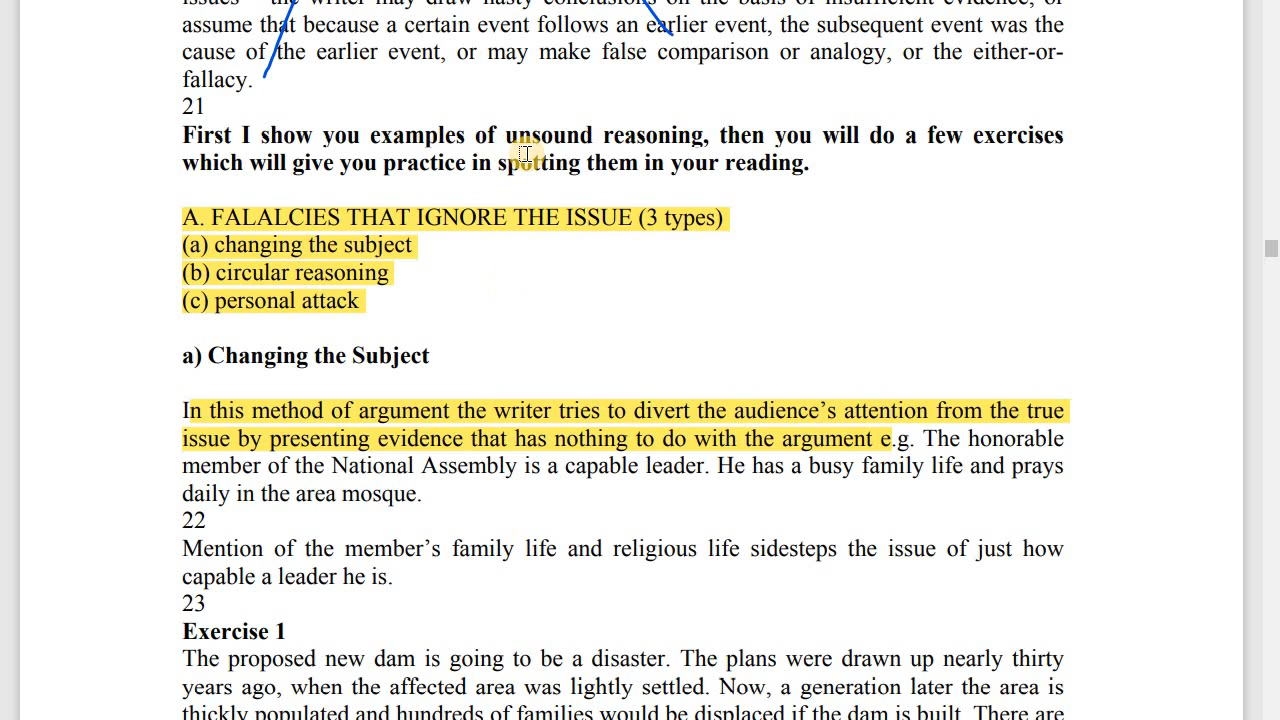 issues – the writer may draw hasty conclusions on the basis of insufficient evidence, or
assume that because a certain event follows an earlier event, the subsequent event was the
cause of the earlier event, or may make false comparison or analogy, or the either-or-
fallacy.
21
First I show you examples of unsound reasoning, then you will do a few exercises
which will give you practice in spotting them in your reading.
A. FALALCIES THAT IGNORE THE ISSUE (3 types)
(a) changing the subject
(b) circular reasoning
(c) personal attack
a) Changing the Subject
In this method of argument the writer tries to divert the audience’s attention from the true
issue by presenting evidence that has nothing to do with the argument e.g. The honorable
member of the National Assembly is a capable leader. He has a busy family life and prays
daily in the area mosque.
22
Mention of the member’s family life and religious life sidesteps the issue of just how
capable a leader he is.
23
Exercise 1
The proposed new dam is going to be a disaster. The plans were drawn up nearly thirty
years ago, when the affected area was lightly settled. Now, a generation later the area is
thickly populated and hundreds of families would be displaced if the dam is built. There are